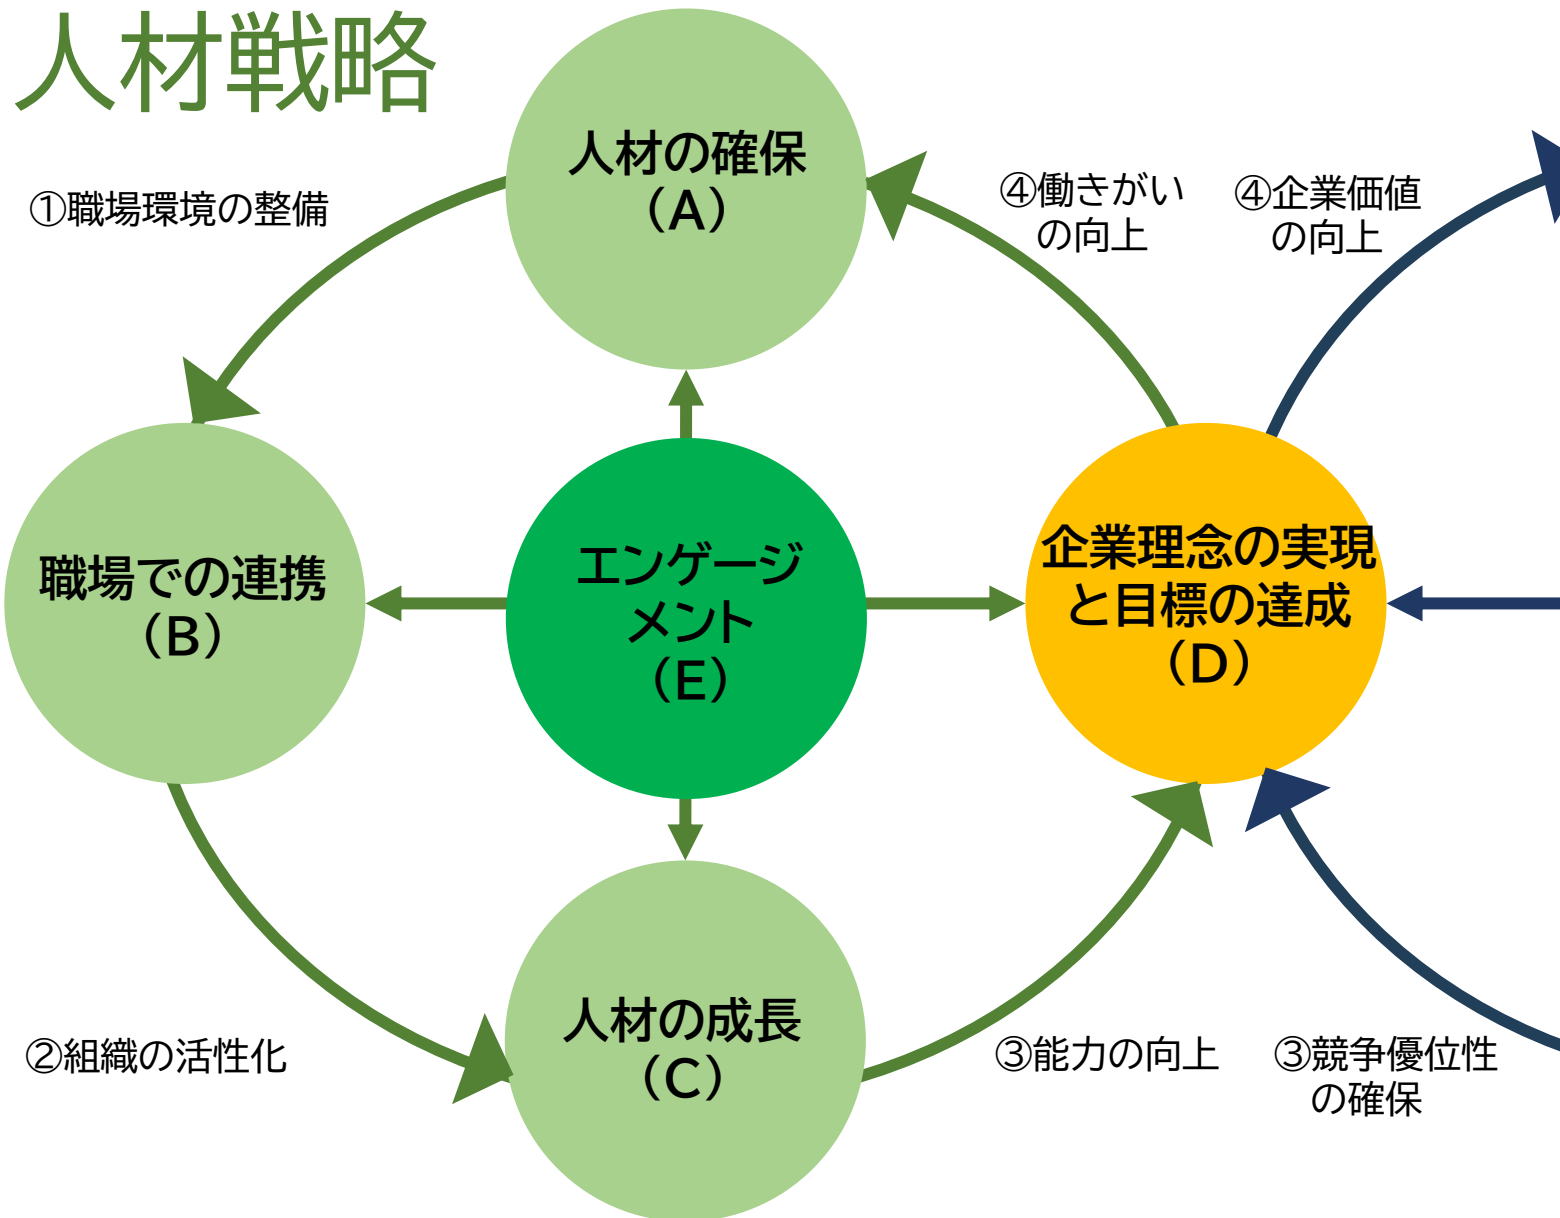 人材戦略
人材の確保
（A）
①職場環境の整備
④働きがい
の向上
④企業価値
の向上
職場での連携
（B）
エンゲージ
メント
（E）
企業理念の実現
と目標の達成
（D）
人材の成長
（C）
②組織の活性化
③能力の向上
③競争優位性
の確保